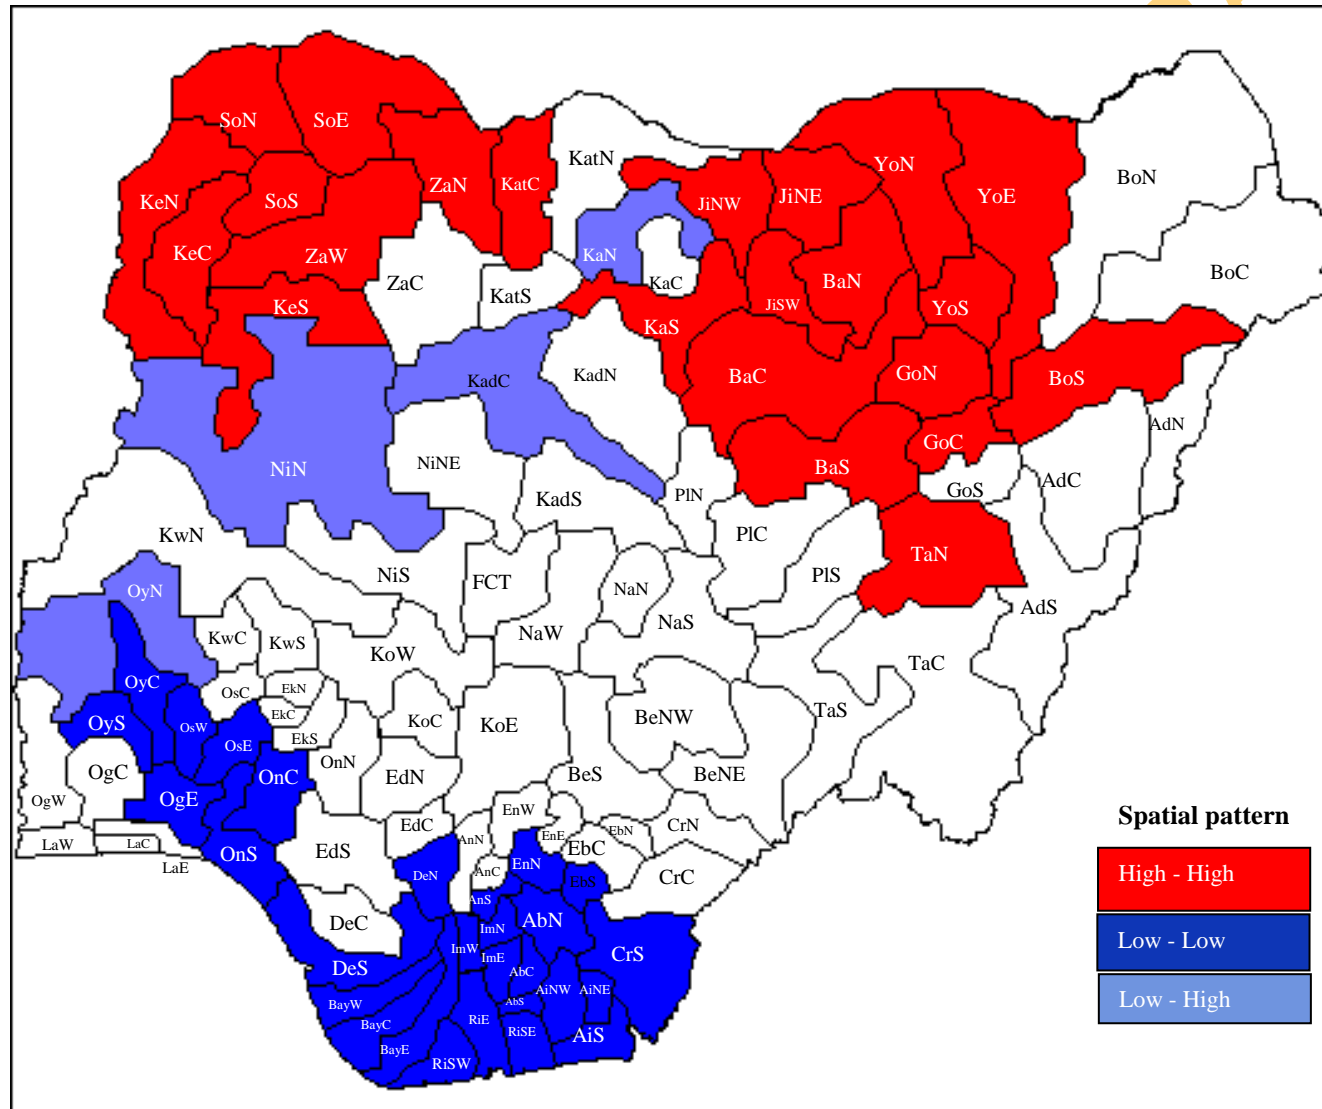 SoN
SoE
KatN
YoN
KatC
ZaN
BoN
KeN
SoS
JiNW
JiNE
YoE
KeC
ZaW
KaN
BoC
ZaC
KaC
BaN
KatS
KeS
JiSW
YoS
KaS
KadC
KadN
BaC
GoN
BoS
AdN
GoC
NiN
NiNE
BaS
AdC
PlN
GoS
KadS
KwN
PlC
TaN
NiS
FCT
PlS
OyN
NaN
AdS
KwC
KwS
NaW
NaS
KoW
TaC
OyC
OsC
EkN
OyS
OsW
EkC
KoC
KoE
BeNW
TaS
OsE
EkS
OgC
OnC
OnN
EdN
BeS
BeNE
OgW
OgE
EnW
Spatial pattern
EdC
CrN
LaW
LaC
AnN
EnE
EbN
OnS
EdS
EbC
LaE
DeN
AnC
EnN
CrC
High - High
EbS
AnS
DeC
ImN
AbN
Low - Low
ImW
ImE
CrS
DeS
AbC
AiNW
AiNE
BayW
AbS
Low - High
BayC
RiE
RiSE
AiS
BayE
RiSW